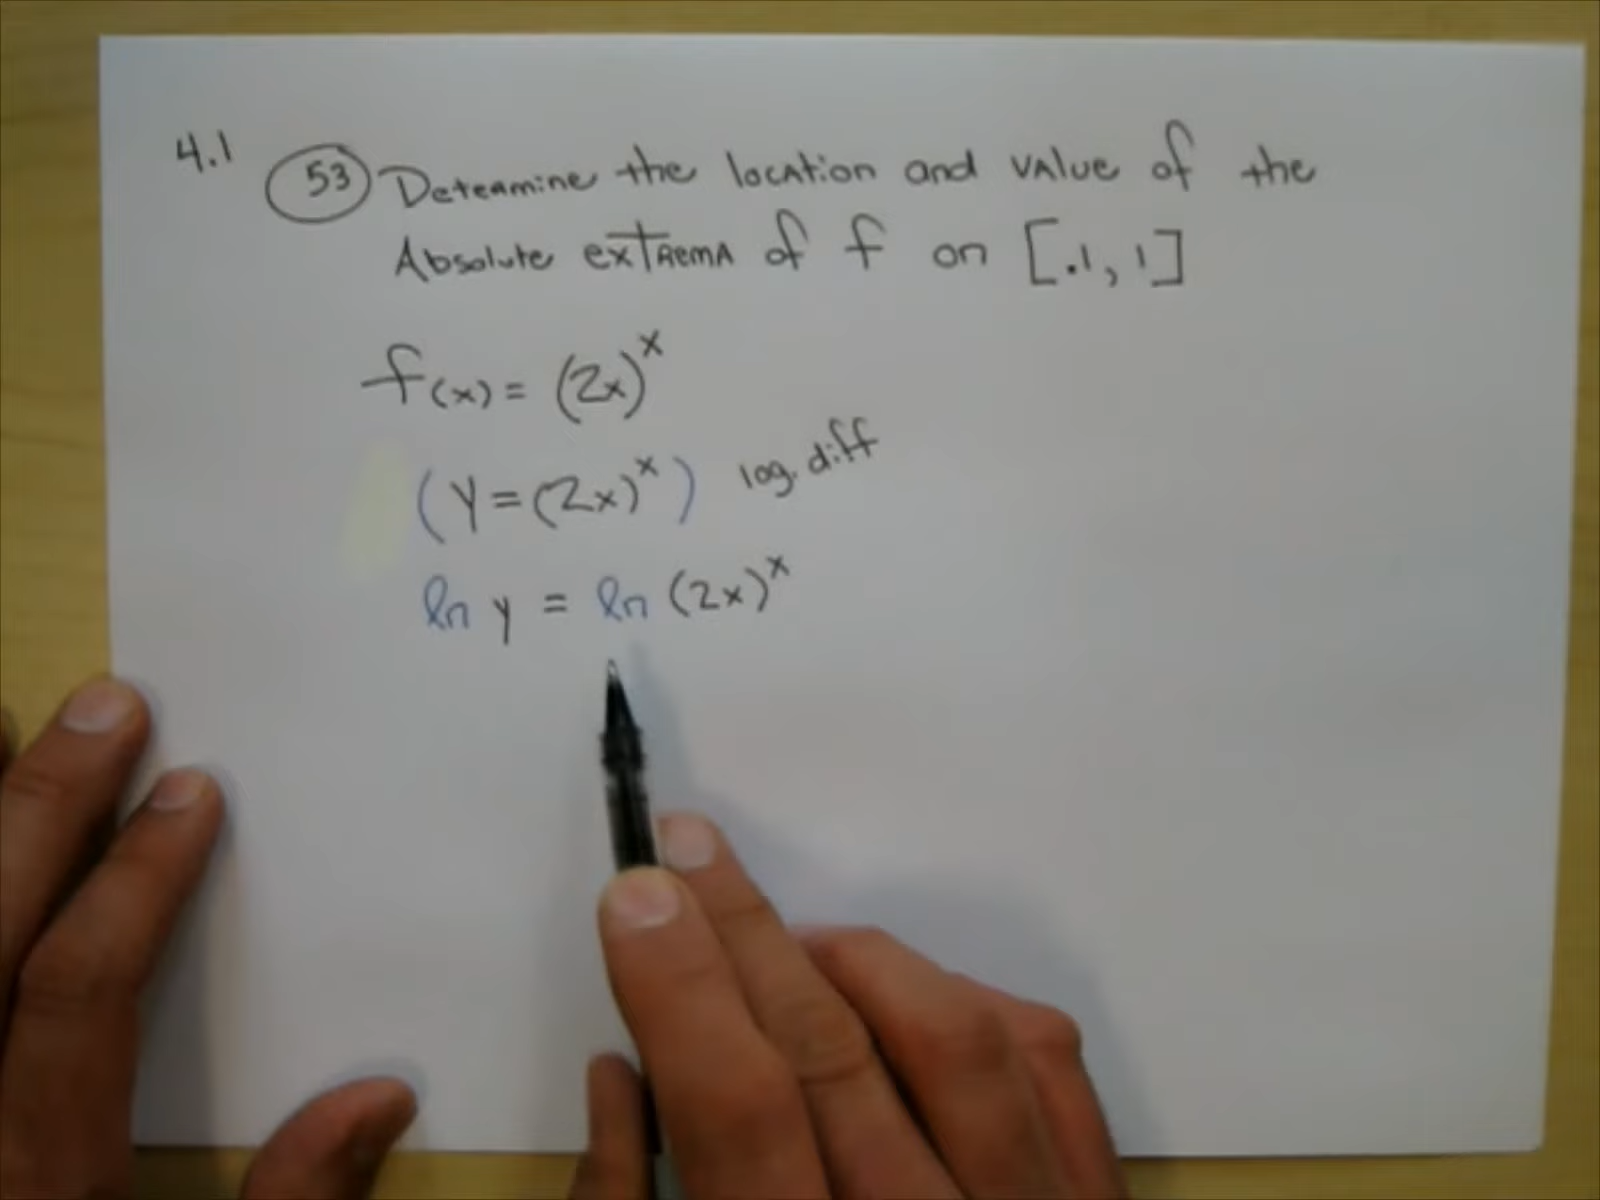 4.1
53 Determine the location and value of the
Absolute extrema of f on [.1, 1]
f(x) = (2x)^x
(y = (2x)^x) log. diff
ln y = ln (2x)^x